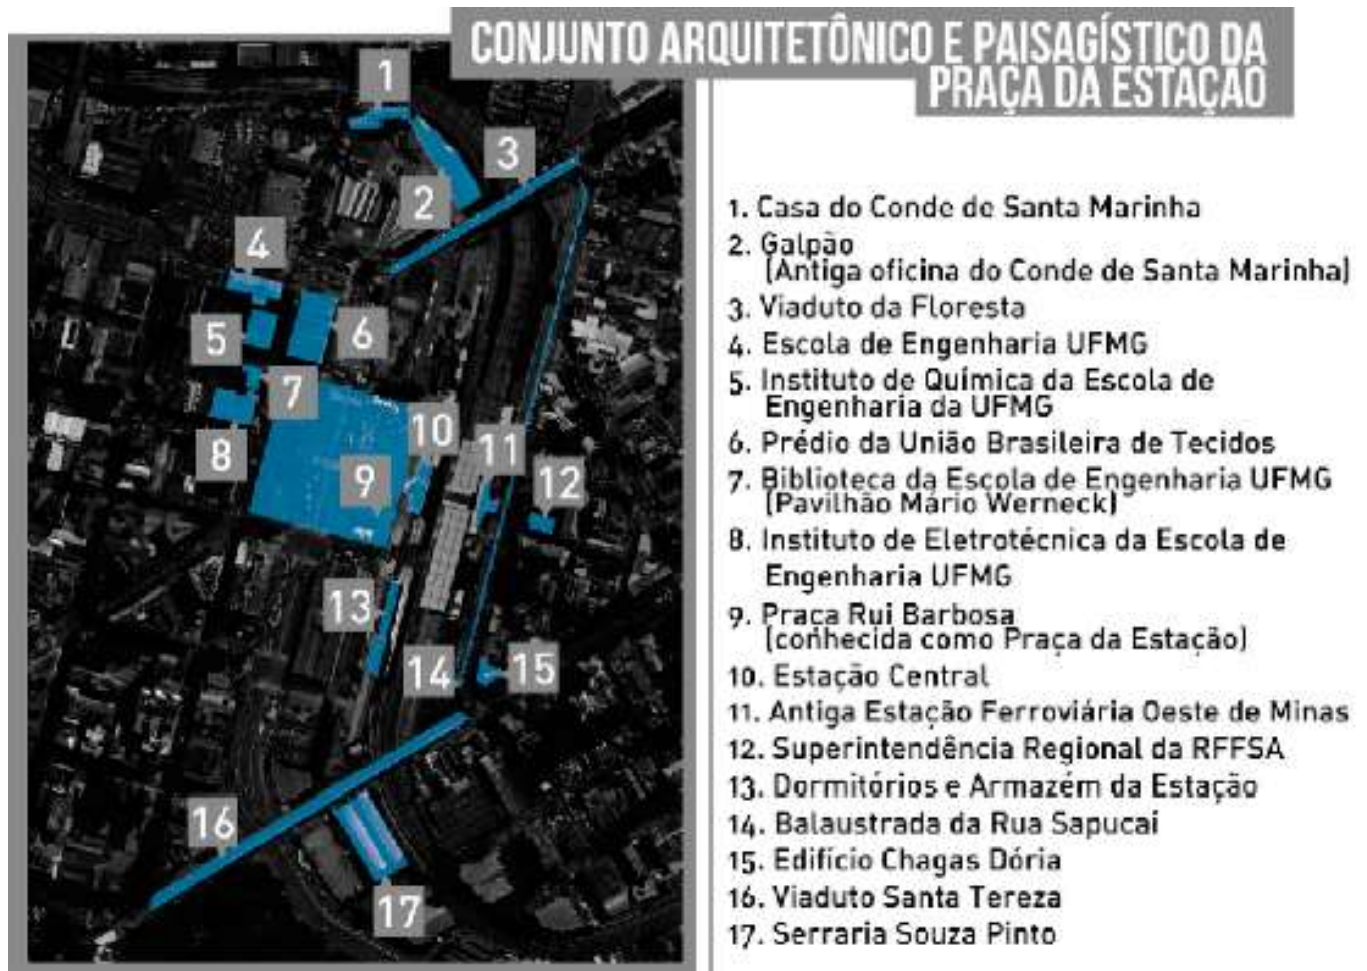 CONJUNTO ARQUITETÔNICO E PAISAGÍSTICO DA
PRAÇA DA ESTAÇÃO
1
2
3
4
5
6
7
8
9
10
11
12
13
14
15
16
17
1. Casa do Conde de Santa Marinha
2. Galpão
(Antiga oficina do Conde de Santa Marinha)
3. Viaduto da Floresta
4. Escola de Engenharia UFMG
5. Instituto de Química da Escola de
Engenharia da UFMG
6. Prédio da União Brasileira de Tecidos
7. Biblioteca da Escola de Engenharia UFMG
(Pavilhão Mário Werneck)
8. Instituto de Eletrotécnica da Escola de
Engenharia UFMG
9. Praça Rui Barbosa
(conhecida como Praça da Estação)
10. Estação Central
11. Antiga Estação Ferroviária Oeste de Minas
12. Superintendência Regional da RFFSA
13. Dormitórios e Armazém da Estação
14. Balaustrada da Rua Sapucai
15. Edifício Chagas Dória
16. Viaduto Santa Tereza
17. Serraria Souza Pinto